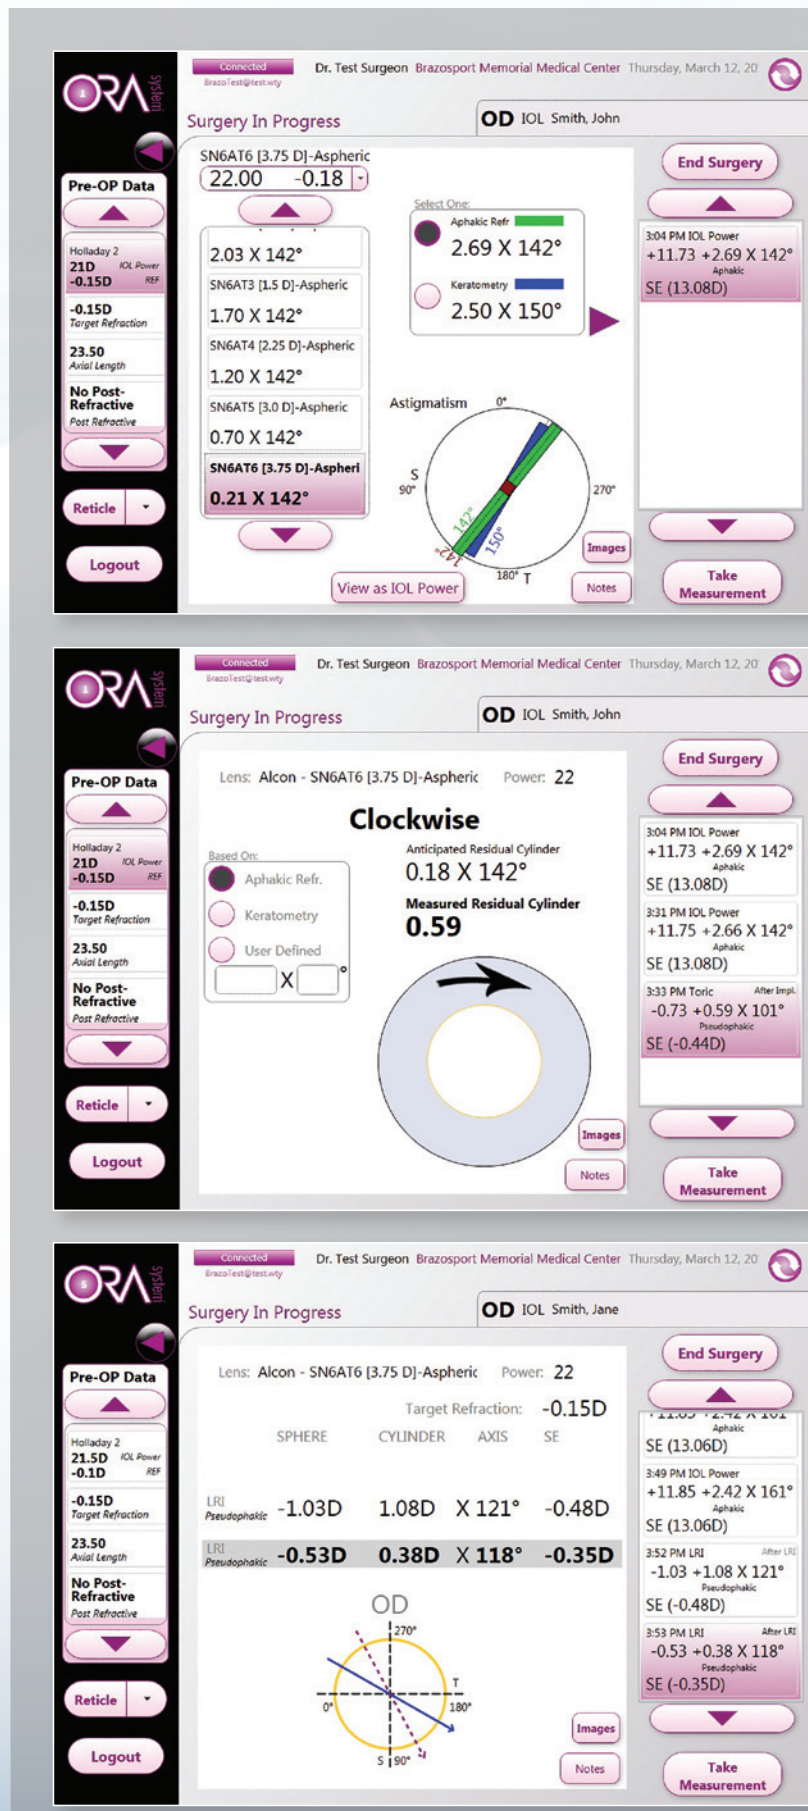 ORA system
1
Connected
BrazoTest@test.wty
Dr. Test Surgeon Brazosport Memorial Medical Center Thursday, March 12, 20
Surgery In Progress
OD IOL Smith, John
Pre-OP Data
Holladay 2
21D IOL Power
-0.15D REF
-0.15D
Target Refraction
23.50
Axial Length
No Post-
Refractive
Post Refractive
Reticle
Logout
SN6AT6 [3.75 D]-Aspheric
22.00 -0.18
2.03 X 142°
SN6AT3 [1.5 D]-Aspheric
1.70 X 142°
SN6AT4 [2.25 D]-Aspheric
1.20 X 142°
SN6AT5 [3.0 D]-Aspheric
0.70 X 142°
SN6AT6 [3.75 D]-Aspheri
0.21 X 142°
Select One:
Aphakic Refr
2.69 X 142°
Keratometry
2.50 X 150°
Astigmatism
0°
S
90°
270°
142°
150°
142°
180° T
View as IOL Power
Images
Notes
End Surgery
3:04 PM IOL Power
+11.73 +2.69 X 142°
Aphakic
SE (13.08D)
Take
Measurement
ORA system
1
Connected
BrazoTest@test.wty
Dr. Test Surgeon Brazosport Memorial Medical Center Thursday, March 12, 20
Surgery In Progress
OD IOL Smith, John
Pre-OP Data
Holladay 2
21D IOL Power
-0.15D REF
-0.15D
Target Refraction
23.50
Axial Length
No Post-
Refractive
Post Refractive
Reticle
Logout
Lens: Alcon - SN6AT6 [3.75 D]-Aspheric Power: 22
Clockwise
Based On:
Aphakic Refr.
Keratometry
User Defined
X °
Anticipated Residual Cylinder
0.18 X 142°
Measured Residual Cylinder
0.59
Images
Notes
End Surgery
3:04 PM IOL Power
+11.73 +2.69 X 142°
Aphakic
SE (13.08D)
3:31 PM IOL Power
+11.75 +2.66 X 142°
Aphakic
SE (13.08D)
3:33 PM Toric After Impl.
-0.73 +0.59 X 101°
Pseudophakic
SE (-0.44D)
Take
Measurement
ORA system
5
Connected
BrazoTest@test.wty
Dr. Test Surgeon Brazosport Memorial Medical Center Thursday, March 12, 20
Surgery In Progress
OD IOL Smith, Jane
Pre-OP Data
Holladay 2
21.5D IOL Power
-0.1D REF
-0.15D
Target Refraction
23.50
Axial Length
No Post-
Refractive
Post Refractive
Reticle
Logout
Lens: Alcon - SN6AT6 [3.75 D]-Aspheric Power: 22
Target Refraction: -0.15D
SPHERE CYLINDER AXIS SE
LRI
Pseudophakic -1.03D 1.08D X 121° -0.48D
LRI
Pseudophakic -0.53D 0.38D X 118° -0.35D
OD
270°
T
0° 180°
S 90°
Images
Notes
End Surgery
Aphakic
SE (13.06D)
3:49 PM IOL Power
+11.85 +2.42 X 161°
Aphakic
SE (13.06D)
3:52 PM LRI After LRI
-1.03 +1.08 X 121°
Pseudophakic
SE (-0.48D)
3:53 PM LRI After LRI
-0.53 +0.38 X 118°
Pseudophakic
SE (-0.35D)
Take
Measurement